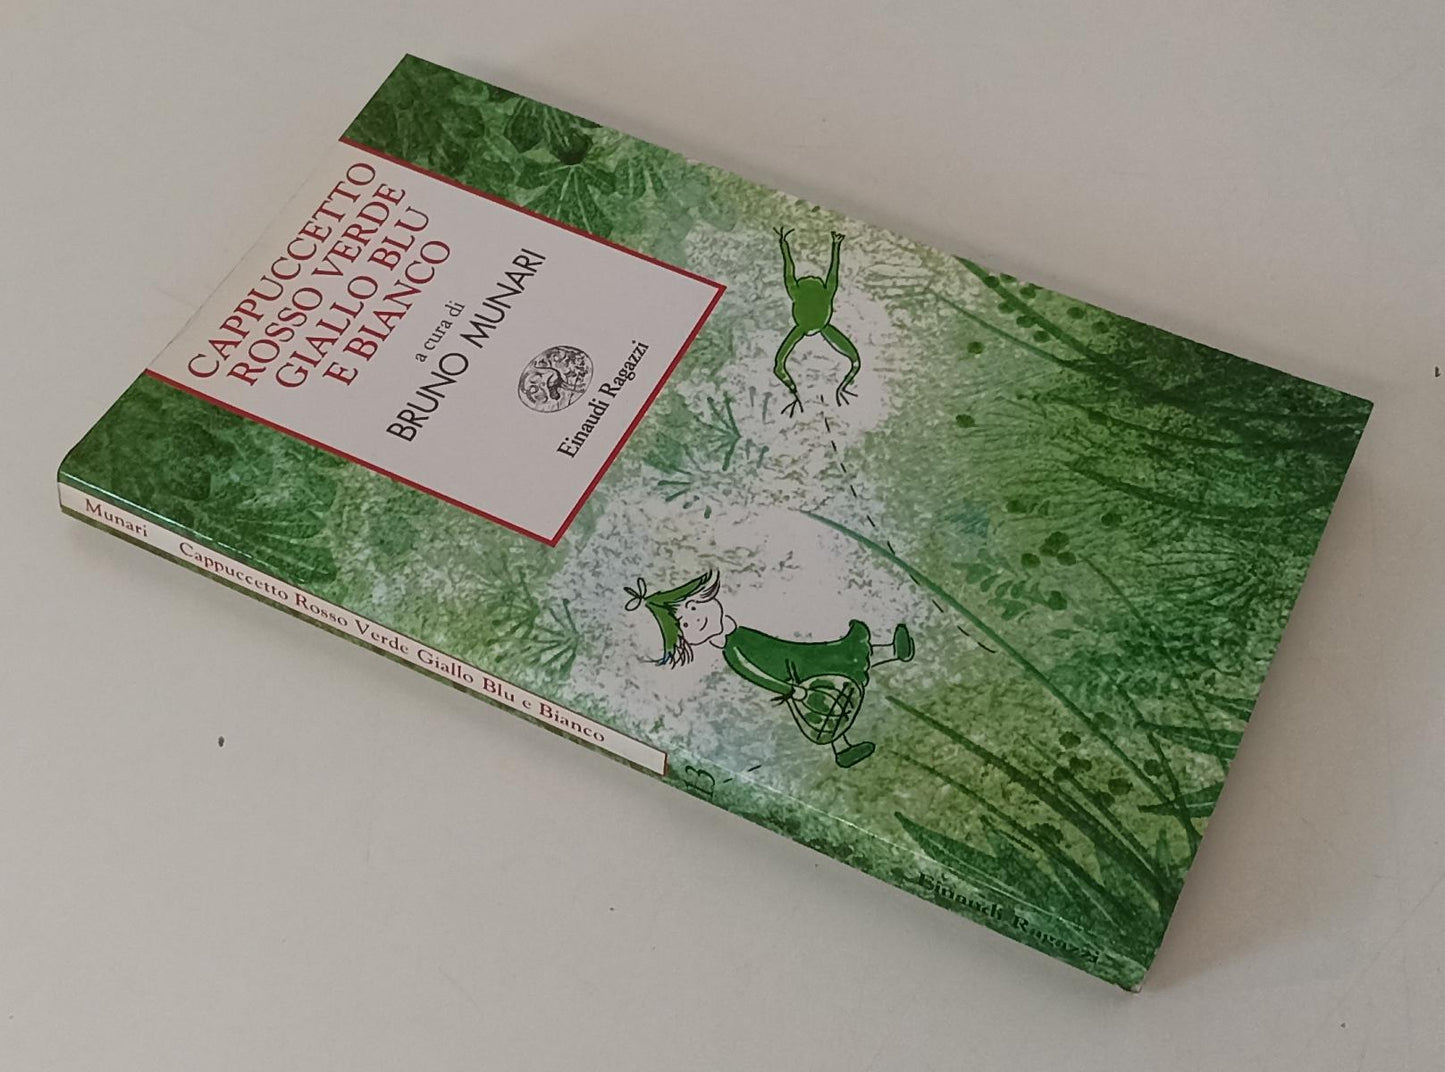 CAPPUCCETTO
ROSSO VERDE
GIALLO BLU
E BIANCO
a cura di
BRUNO MUNARI
Einaudi Ragazzi
Munari Cappuccetto Rosso Verde Giallo Blu e Bianco
13
Einaudi Ragazzi